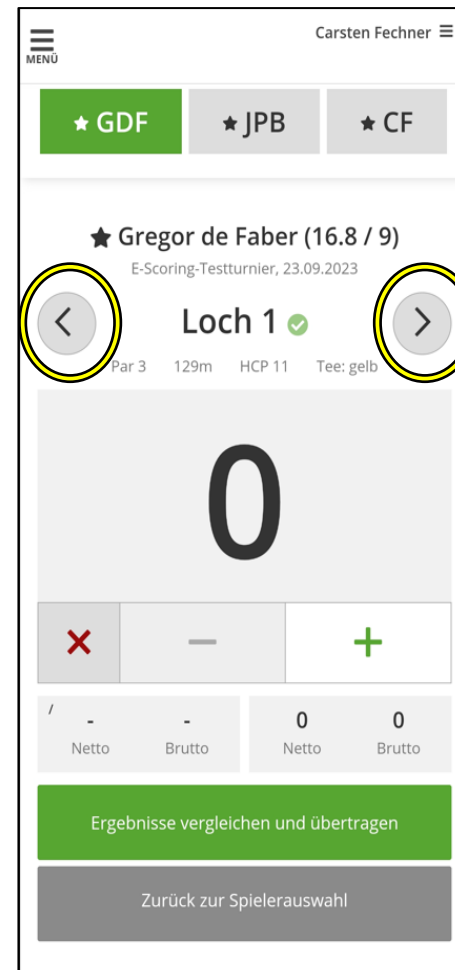 Carsten Fechner
MENÜ
GDF JPB CF
Gregor de Faber (16.8 / 9)
E-Scoring-Testturnier, 23.09.2023
Loch 1
Par 3 129m HCP 11 Tee: gelb
0
/
- - 0 0
Netto Brutto Netto Brutto
Ergebnisse vergleichen und übertragen
Zurück zur Spielerauswahl